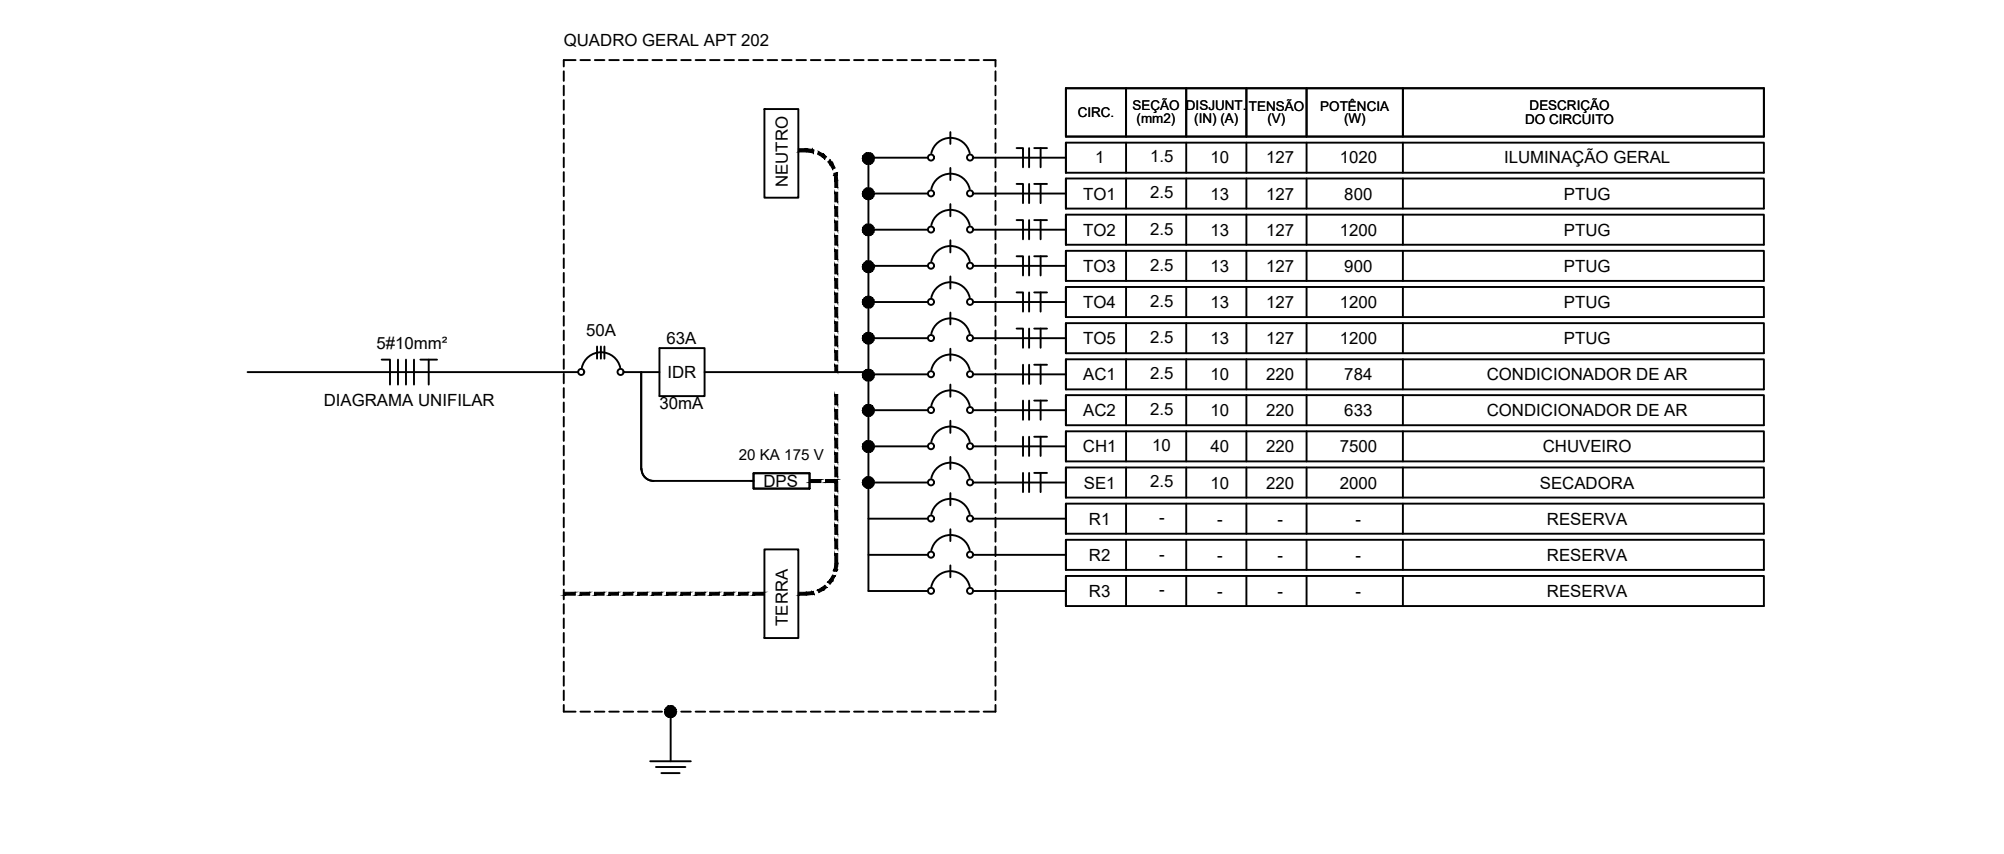 QUADRO GERAL APT 202
CIRC. SEÇÃO (mm2) DISJUNT. (IN) (A) TENSÃO (V) POTÊNCIA (W) DESCRIÇÃO DO CIRCUITO
1 1.5 10 127 1020 ILUMINAÇÃO GERAL
TO1 2.5 13 127 800 PTUG
TO2 2.5 13 127 1200 PTUG
TO3 2.5 13 127 900 PTUG
TO4 2.5 13 127 1200 PTUG
TO5 2.5 13 127 1200 PTUG
AC1 2.5 10 220 784 CONDICIONADOR DE AR
AC2 2.5 10 220 633 CONDICIONADOR DE AR
CH1 10 40 220 7500 CHUVEIRO
SE1 2.5 10 220 2000 SECADORA
R1 - - - - RESERVA
R2 - - - - RESERVA
R3 - - - - RESERVA
NEUTRO
5#10mm²
DIAGRAMA UNIFILAR
50A
63A
IDR
30mA
20 KA 175 V
DPS
TERRA